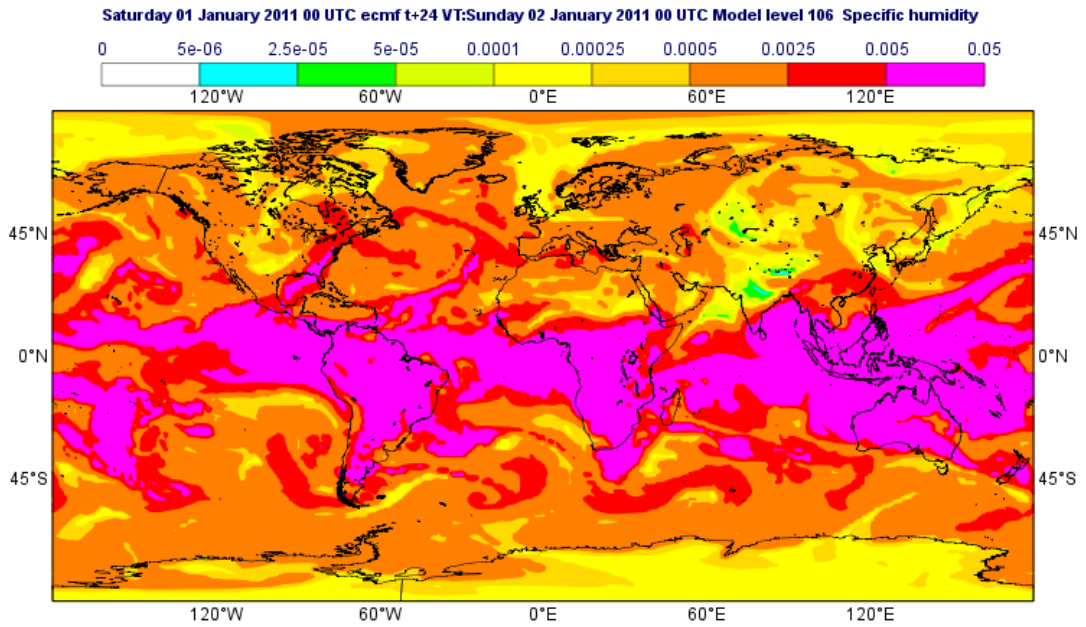 Saturday 01 January 2011 00 UTC ecmf t+24 VT:Sunday 02 January 2011 00 UTC Model level 106 Specific humidity
0 5e-06 2.5e-05 5e-05 0.0001 0.00025 0.0005 0.0025 0.005 0.05
120°W 60°W 0°E 60°E 120°E
45°N 45°N
0°N 0°N
45°S 45°S
120°W 60°W 0°E 60°E 120°E